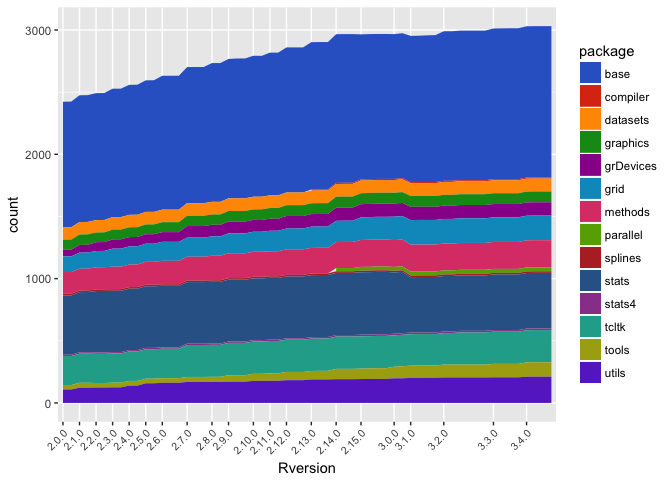 3000
2000
1000
0
count
2.0.0
2.1.0
2.2.0
2.3.0
2.4.0
2.5.0
2.6.0
2.7.0
2.8.0
2.9.0
2.10.0
2.11.0
2.12.0
2.13.0
2.14.0
2.15.0
3.0.0
3.1.0
3.2.0
3.3.0
3.4.0
Rversion
package
base
compiler
datasets
graphics
grDevices
grid
methods
parallel
splines
stats
stats4
tcltk
tools
utils